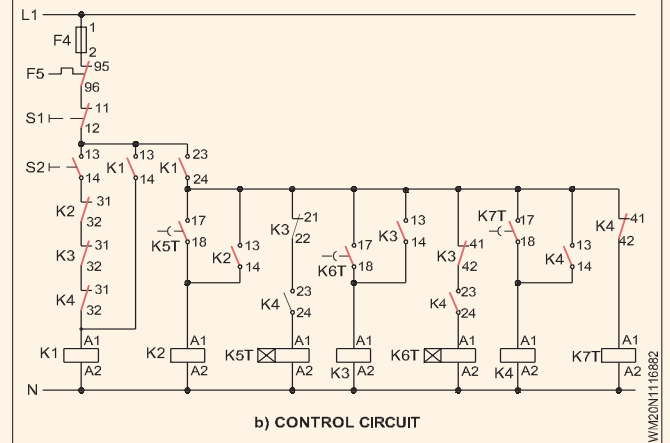 L1
1
F4
2
95
F5
96
11
S1
12
13 13 23
S2 K1 K1
14 14 24
31 17 13 21 13 41 17 13 41
K2 K5T K2 K3 K3 K7T K4 K4
32 18 14 22 17 14 18 14 42
31 K6T K3
K3 18 42
32
31 23 23
K4 K4 K4
32 24 24
A1 A1 A1 A1 A1 A1 A1
K1 K2 K5T K3 K6T K4 K7T
A2 A2 A2 A2 A2 A2 A2
N
b) CONTROL CIRCUIT
WM20N1116882